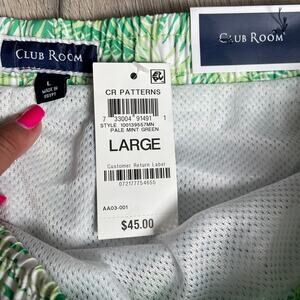 CLUB ROOM
CLUB ROOM
L
MADE IN
EGYPT
CR PATTERNS
7 33004 91491 1
STYLE 100139557MN
PALE MINT GREEN
LARGE
Customer Return Label
072177754655
AA03-001
$45.00